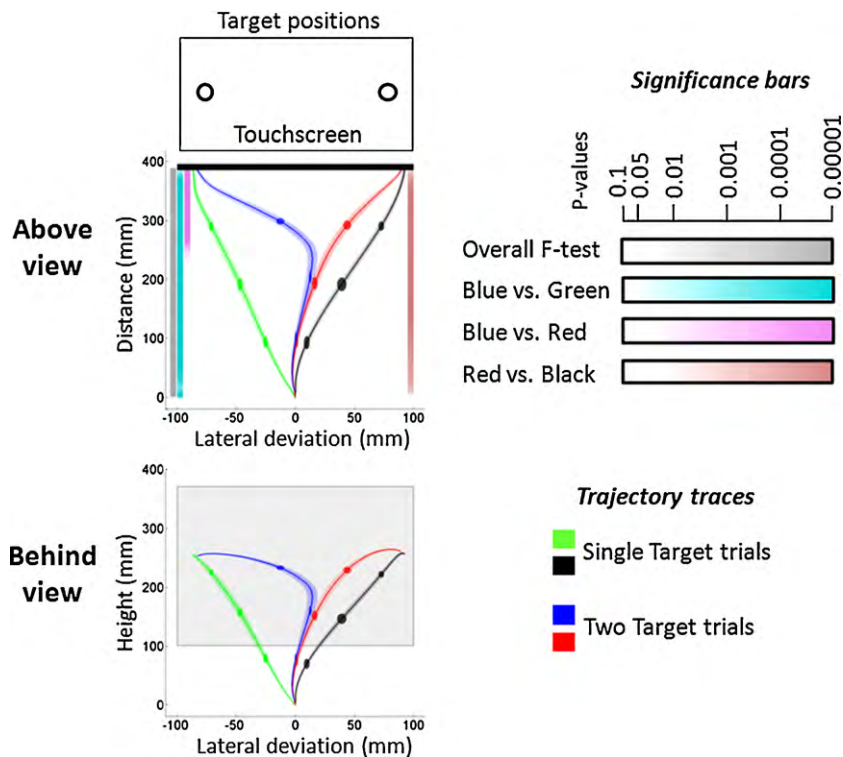 Target positions
Touchscreen
Above
view
Distance (mm)
400
300
200
100
0
-100
-50
0
50
100
Lateral deviation (mm)
Behind
view
Height (mm)
400
300
200
100
0
-100
-50
0
50
100
Lateral deviation (mm)
Significance bars
P-values
0.1
0.05
0.01
0.001
0.0001
0.00001
Overall F-test
Blue vs. Green
Blue vs. Red
Red vs. Black
Trajectory traces
Single Target trials
Two Target trials